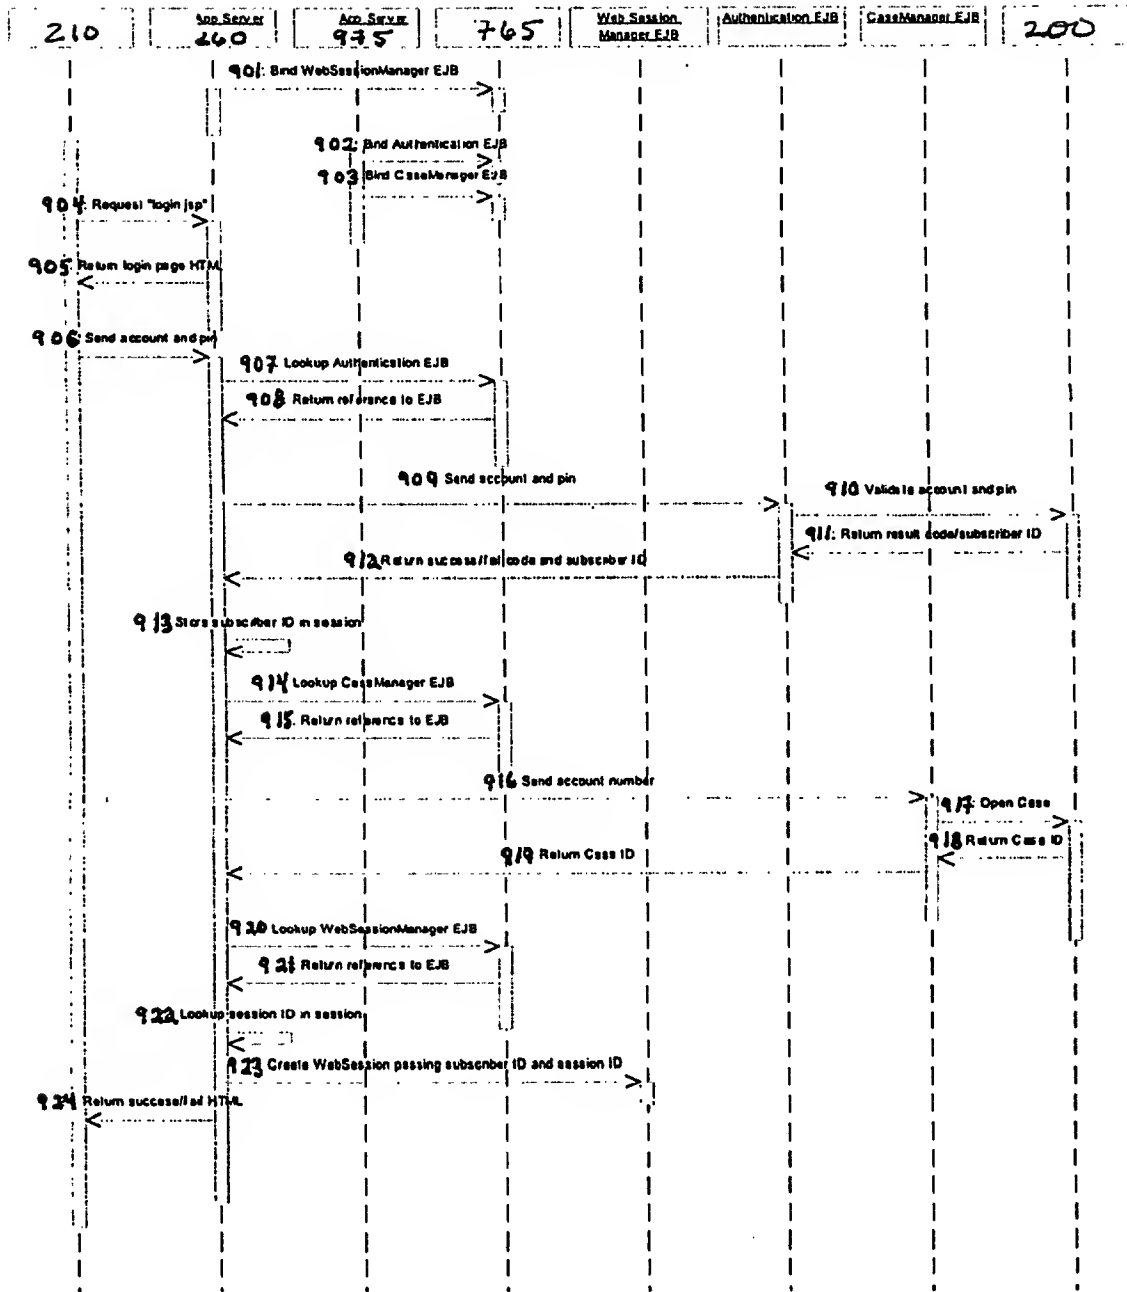 210
App Server
260
App Server
975
765
Web Session
Manager EJB
Authentication EJB
CaseManager EJB
200
901: Bind WebSessionManager EJB
902: Bind Authentication EJB
903: Bind CaseManager EJB
904: Request "login jsp"
905: Return login page HTML
906: Send account and pin
907 Lookup Authentication EJB
908 Return reference to EJB
909 Send account and pin
910 Validate account and pin
911: Return result code/subscriber ID
912 Return success/fail code and subscriber ID
913 Store subscriber ID in session
914 Lookup CaseManager EJB
915. Return reference to EJB
916 Send account number
917: Open Case
918 Return Case ID
919 Return Case ID
920 Lookup WebSessionManager EJB
921 Return reference to EJB
922 Lookup session ID in session
923 Create WebSession passing subscriber ID and session ID
924 Return success/fail HTML